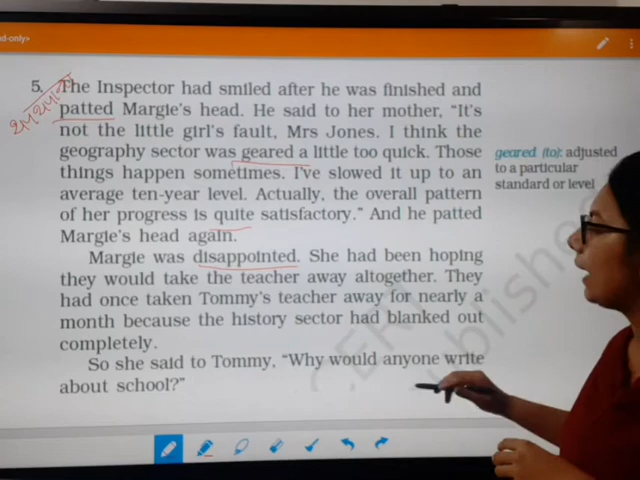 ad-only•
5. The Inspector had smiled after he was finished and
patted Margie's head. He said to her mother, “It's
not the little girl's fault, Mrs Jones. I think the
geography sector was geared a little too quick. Those
things happen sometimes. I've slowed it up to an
average ten-year level. Actually, the overall pattern
of her progress is quite satisfactory.” And he patted
Margie's head again.
geared (to): adjusted
to a particular
standard or level
Margie was disappointed. She had been hoping
they would take the teacher away altogether. They
had once taken Tommy's teacher away for nearly a
month because the history sector had blanked out
completely.
So she said to Tommy, “Why would anyone write
about school?”